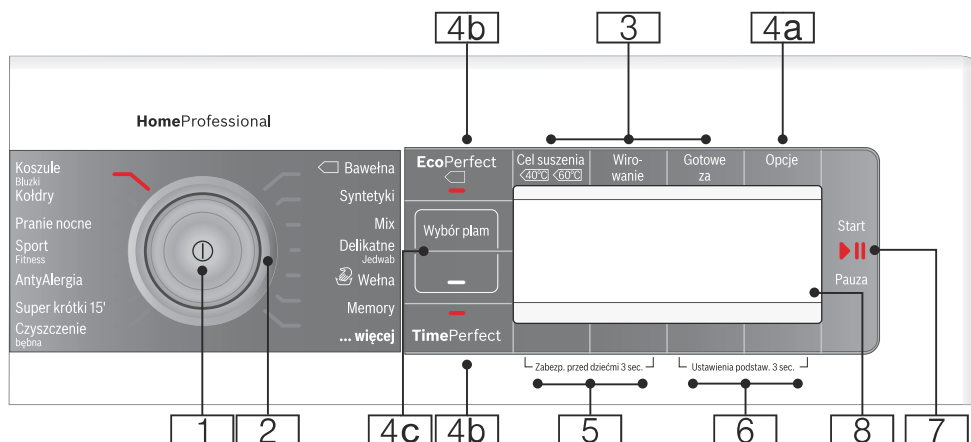 4b
3
4a
HomeProfessional
Koszule
Bluzki
Kołdry
Pranie nocne
Sport
Fitness
AntyAlergia
Super krótki 15'
Czyszczenie
bębna
Bawełna
Syntetyki
Mix
Delikatne
Jedwab
Wełna
Memory
... więcej
EcoPerfect
Wybór plam
TimePerfect
Cel suszenia
40°C 60°C
Wiro-
wanie
Gotowe
za
Opcje
Start
Pauza
Zabezp. przed dziećmi 3 sec.
Ustawienia podstaw. 3 sec.
1
2
4c
4b
5
6
8
7